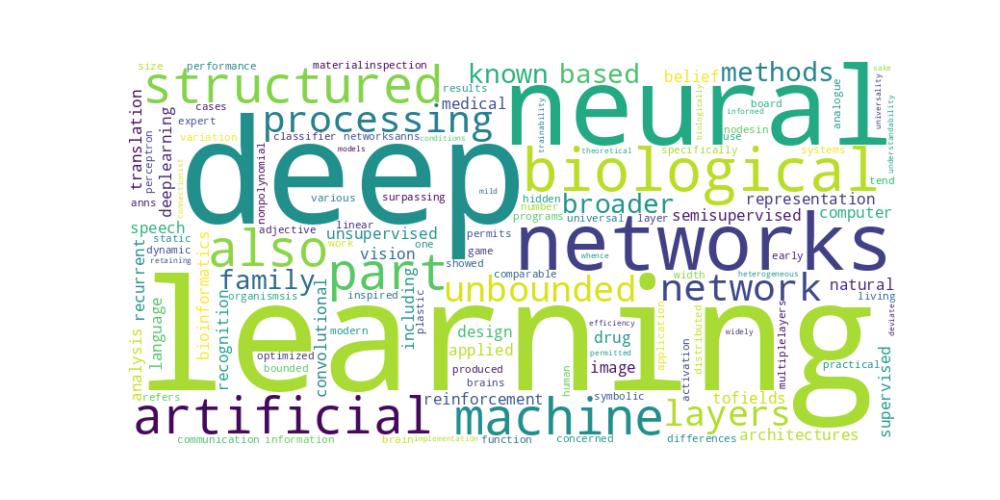 size performance materialinspection known based belief methods cake
structured results
cases medical neural
translation expert processing board analogue universality
perceptron deeplearning variation classifier networksanns conditions trainability biologically informed nodesin use understandability
models deep theoretical specifically systems
connectionist nonpolynomial mild biological tend
anns various surpassing hidden broader representation
adjective linear number programs universal layer semisupervised computer
speech also unsupervised permits networks
static work one game whence early
dynamic vision showed
recurrent retaining family part comparable width heterogeneous natural
bioinformatics organismsis including unbounded network living
inspired plastic deviates
language recognition convolutional modern learning efficiency application distributed widely
design drug activation multiplelayers
analysis optimized applied permitted practical
bounded produced image
refers brains human symbolic
artificial reinforcement machine layers tofields supervised
communication information brain implementation function concerned differences architectures